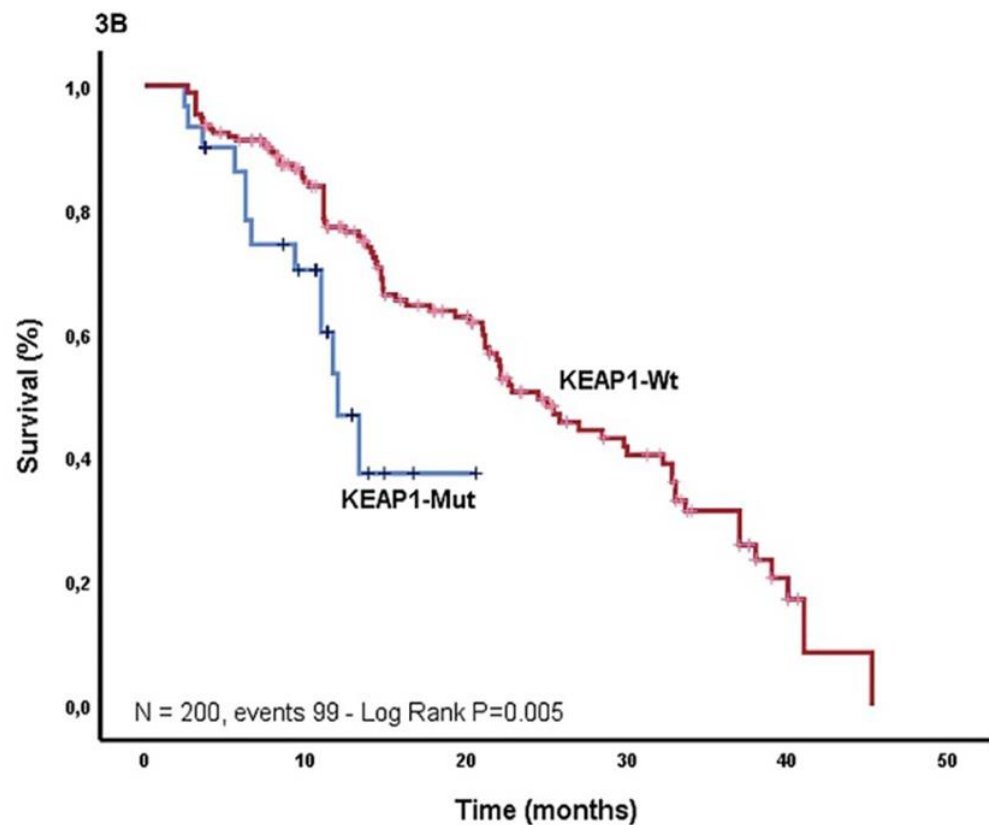 3B
1,0
0,8
0,6
0,4
0,2
0,0
Survival (%)
KEAP1-Wt
KEAP1-Mut
N = 200, events 99 - Log Rank P=0.005
0 10 20 30 40 50
Time (months)